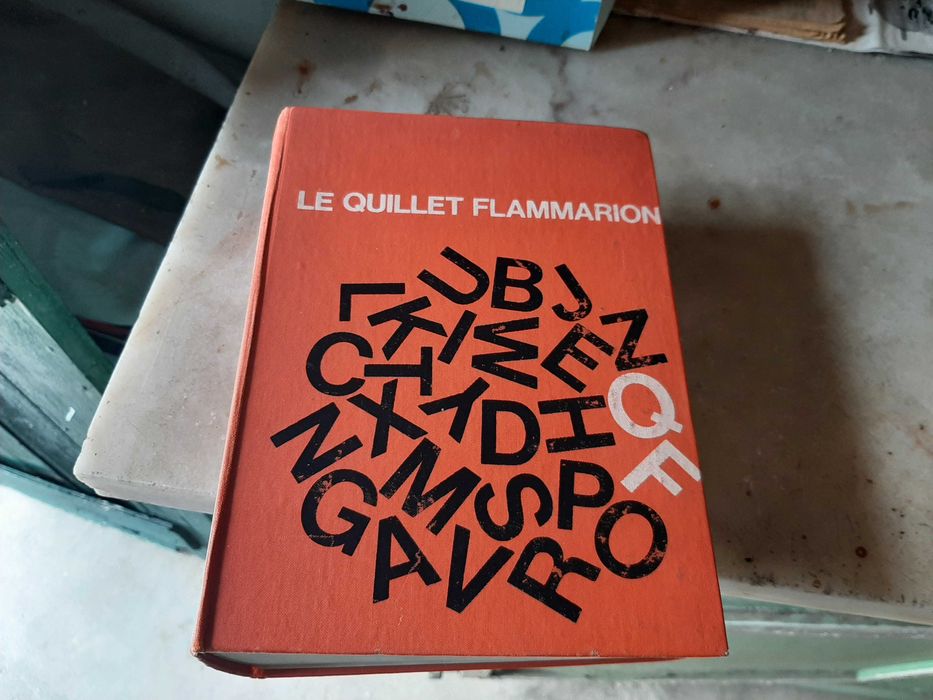 LE QUILLET FLAMMARION
U B J
L K I W E N
C T Q
X Y D H
N M S P F
G A V R O